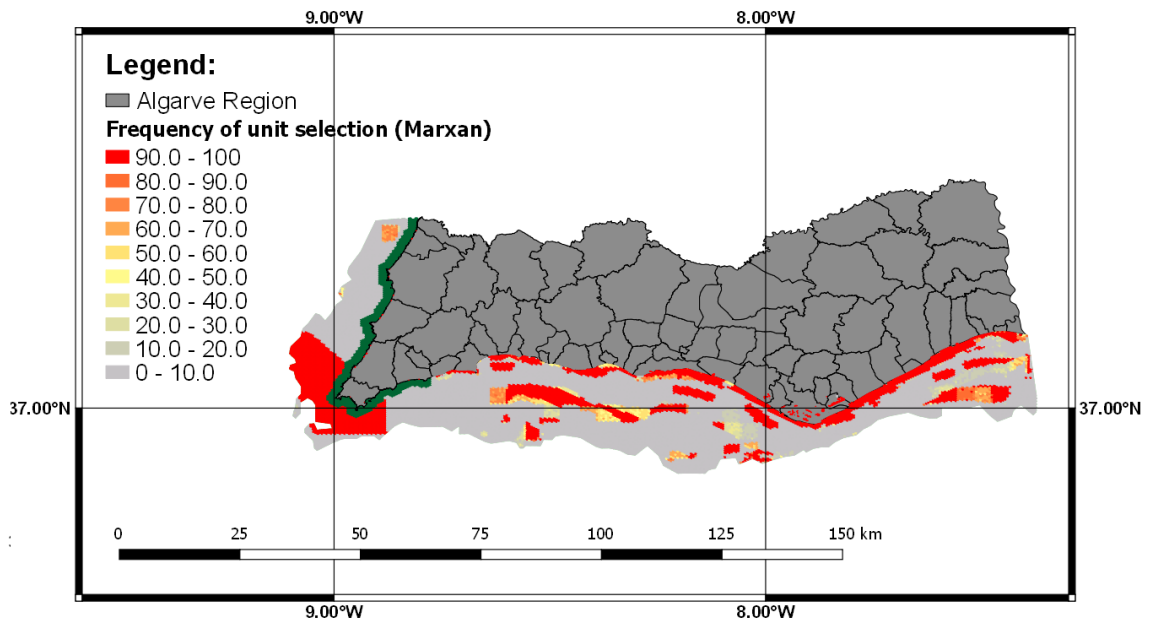 9.00°W 8.00°W
Legend:
Algarve Region
Frequency of unit selection (Marxan)
90.0 - 100
80.0 - 90.0
70.0 - 80.0
60.0 - 70.0
50.0 - 60.0
40.0 - 50.0
30.0 - 40.0
20.0 - 30.0
10.0 - 20.0
0 - 10.0
37.00°N 37.00°N
0 25 50 75 100 125 150 km
:
9.00°W 8.00°W